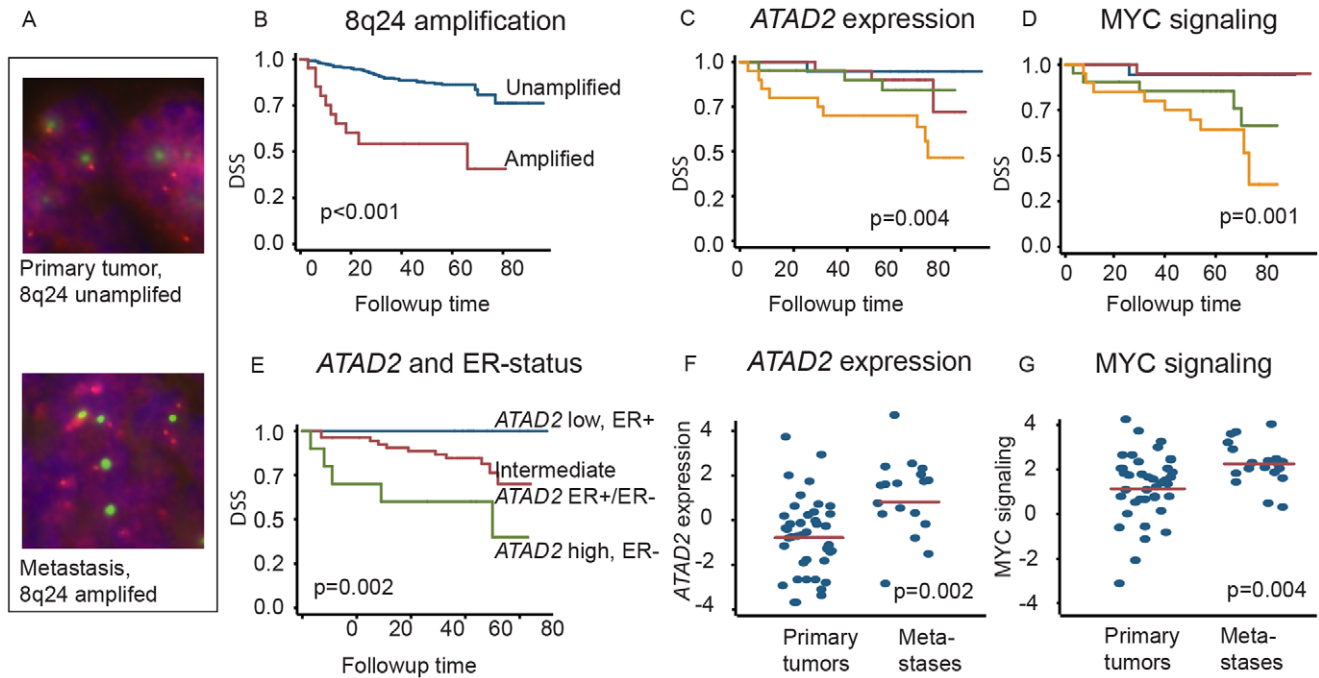 A
Primary tumor,
8q24 unamplifed
Metastasis,
8q24 amplifed
B
8q24 amplification
1.0
0.7
0.5
0.2
0.0
DSS
Unamplified
Amplified
p<0.001
0 20 40 60 80
Followup time
C
ATAD2 expression
1.0
0.7
0.5
0.2
0.0
DSS
p=0.004
0 20 40 60 80
Followup time
D
MYC signaling
1.0
0.7
0.5
0.2
0.0
DSS
p=0.001
0 20 40 60 80
Followup time
E
ATAD2 and ER-status
1.0
0.7
0.5
0.2
0.0
DSS
ATAD2 low, ER+
Intermediate
ATAD2 ER+/ER-
ATAD2 high, ER-
p=0.002
0 20 40 60 80
Followup time
F
ATAD2 expression
4
2
0
-2
-4
ATAD2 expression
p=0.002
Primary
tumors
Meta-
stases
G
MYC signaling
4
2
0
-2
-4
MYC signaling
p=0.004
Primary
tumors
Meta-
stases